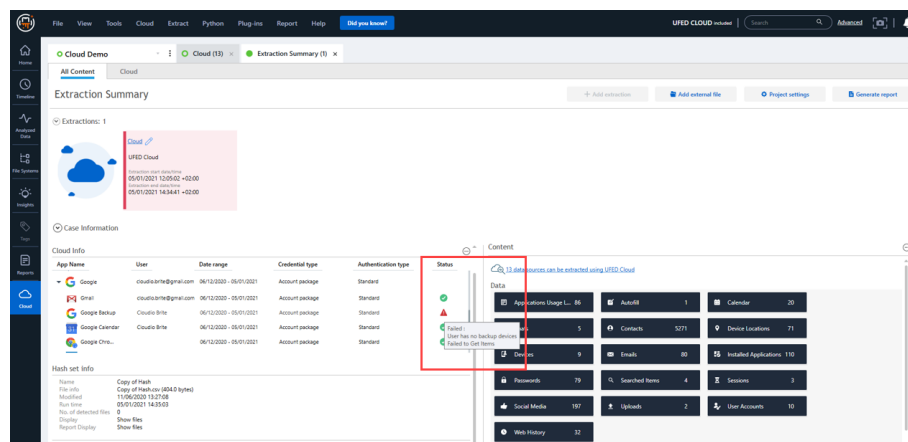 File View Tools Cloud Extract Python Plug-ins Report Help Did you know? UFED CLOUD included Search Advanced
Cloud Demo Cloud (13) × Extraction Summary (1) ×
Home
All Content Cloud
Timeline
Extraction Summary + Add extraction Add external file Project settings Generate report
Analyzed Data
Extractions: 1
File Systems
Cloud
UFED Cloud
Extraction start date/time
05/01/2021 12:05:02 +02:00
Extraction end date/time
05/01/2021 14:34:41 +02:00
Insights
Tags
Case Information
Reports
Cloud
Cloud Info
App Name User Date range Credential type Authentication type Status
Google cloudio.brite@gmail.com 06/12/2020 - 05/01/2021 Account package Standard
Gmail cloudio.brite@gmail.com 06/12/2020 - 05/01/2021 Account package Standard
Google Backup Cloudio Brite 06/12/2020 - 05/01/2021 Account package Standard
Google Calendar Cloudio Brite 06/12/2020 - 05/01/2021 Account package Standard
Google Chro... 06/12/2020 - 05/01/2021 Account package Standard
Failed :
User has no backup devices
Failed to Get Items
Hash set info
Name Copy of Hash
File info Copy of Hash.csv (404.0 bytes)
Modified 11/06/2020 13:27:08
Run time 05/01/2021 14:35:03
No. of detected files 0
Display Show files
Report Display Show files
Content
13 data sources can be extracted using UFED Cloud
Data
Applications Usage L... 86 Autofill 1 Calendar 20
5 Contacts 5271 Device Locations 71
Devices 9 Emails 80 Installed Applications 110
Passwords 79 Searched Items 4 Sessions 3
Social Media 197 Uploads 2 User Accounts 10
Web History 32